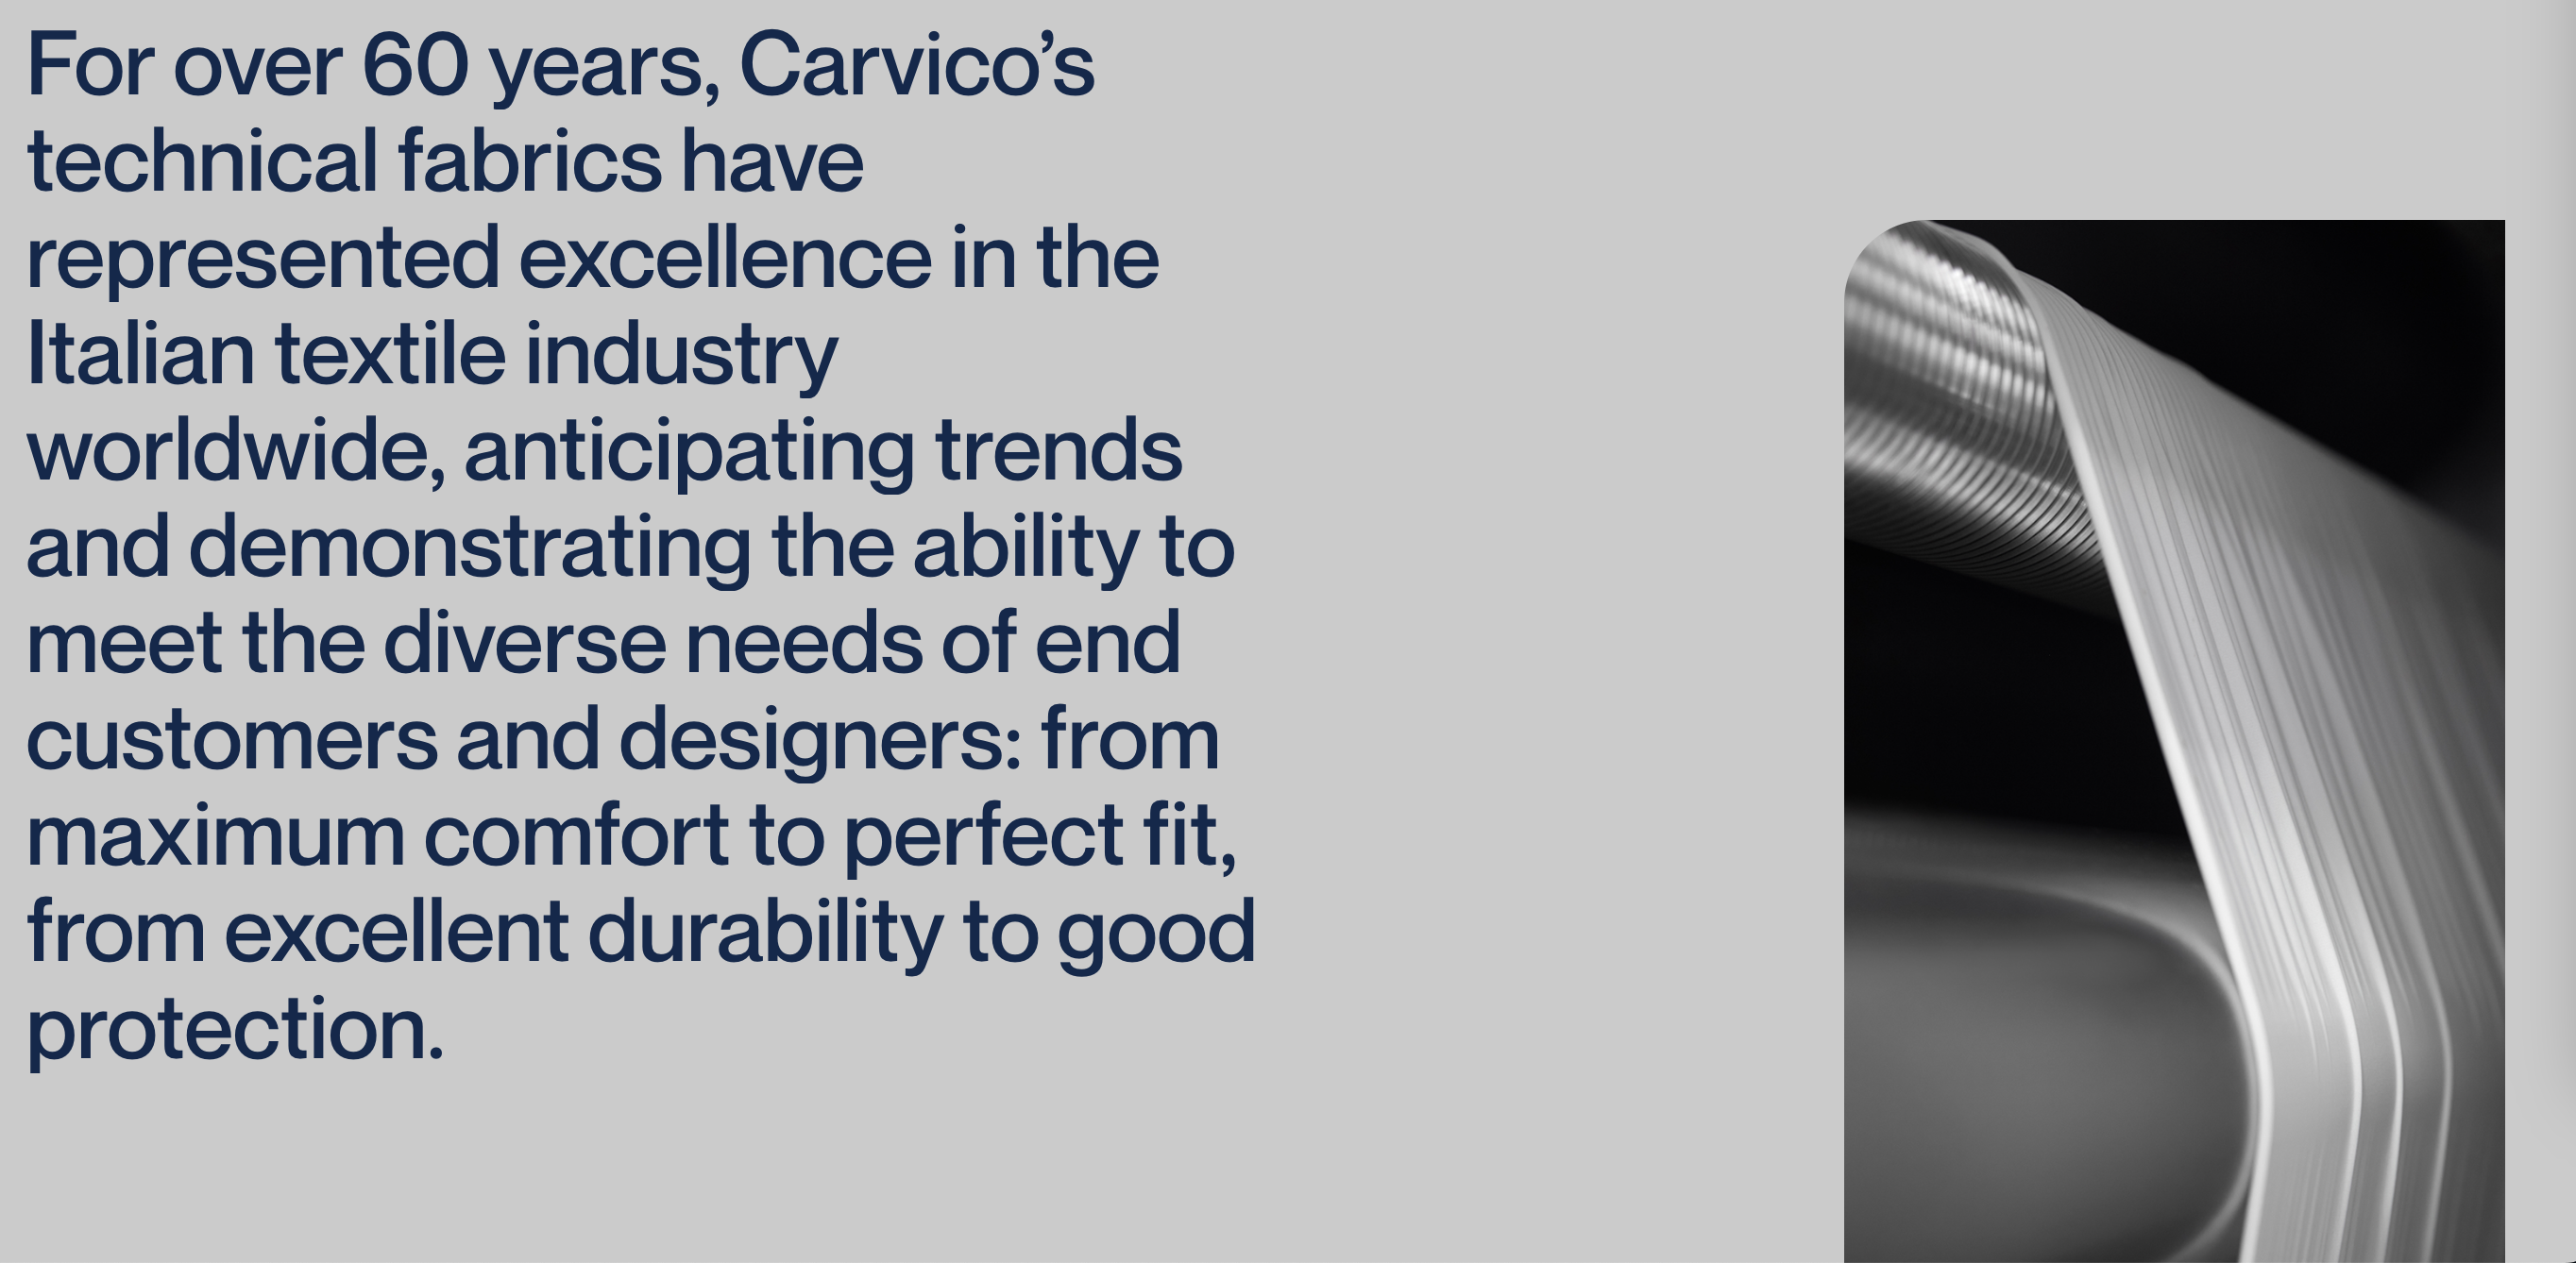 For over 60 years, Carvico’s
technical fabrics have
represented excellence in the
Italian textile industry
worldwide, anticipating trends
and demonstrating the ability to
meet the diverse needs of end
customers and designers: from
maximum comfort to perfect fit,
from excellent durability to good
protection.